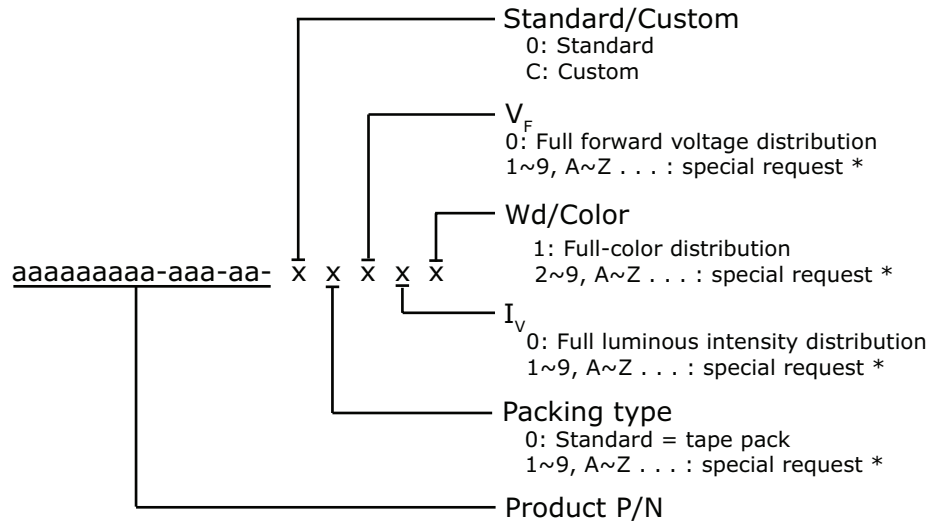 Standard/Custom
0: Standard
C: Custom
VF
0: Full forward voltage distribution
1~9, A~Z . . . : special request *
Wd/Color
1: Full-color distribution
2~9, A~Z . . . : special request *
aaaaaaaaa-aaa-aa- x x x x x
IV
0: Full luminous intensity distribution
1~9, A~Z . . . : special request *
Packing type
0: Standard = tape pack
1~9, A~Z . . . : special request *
Product P/N